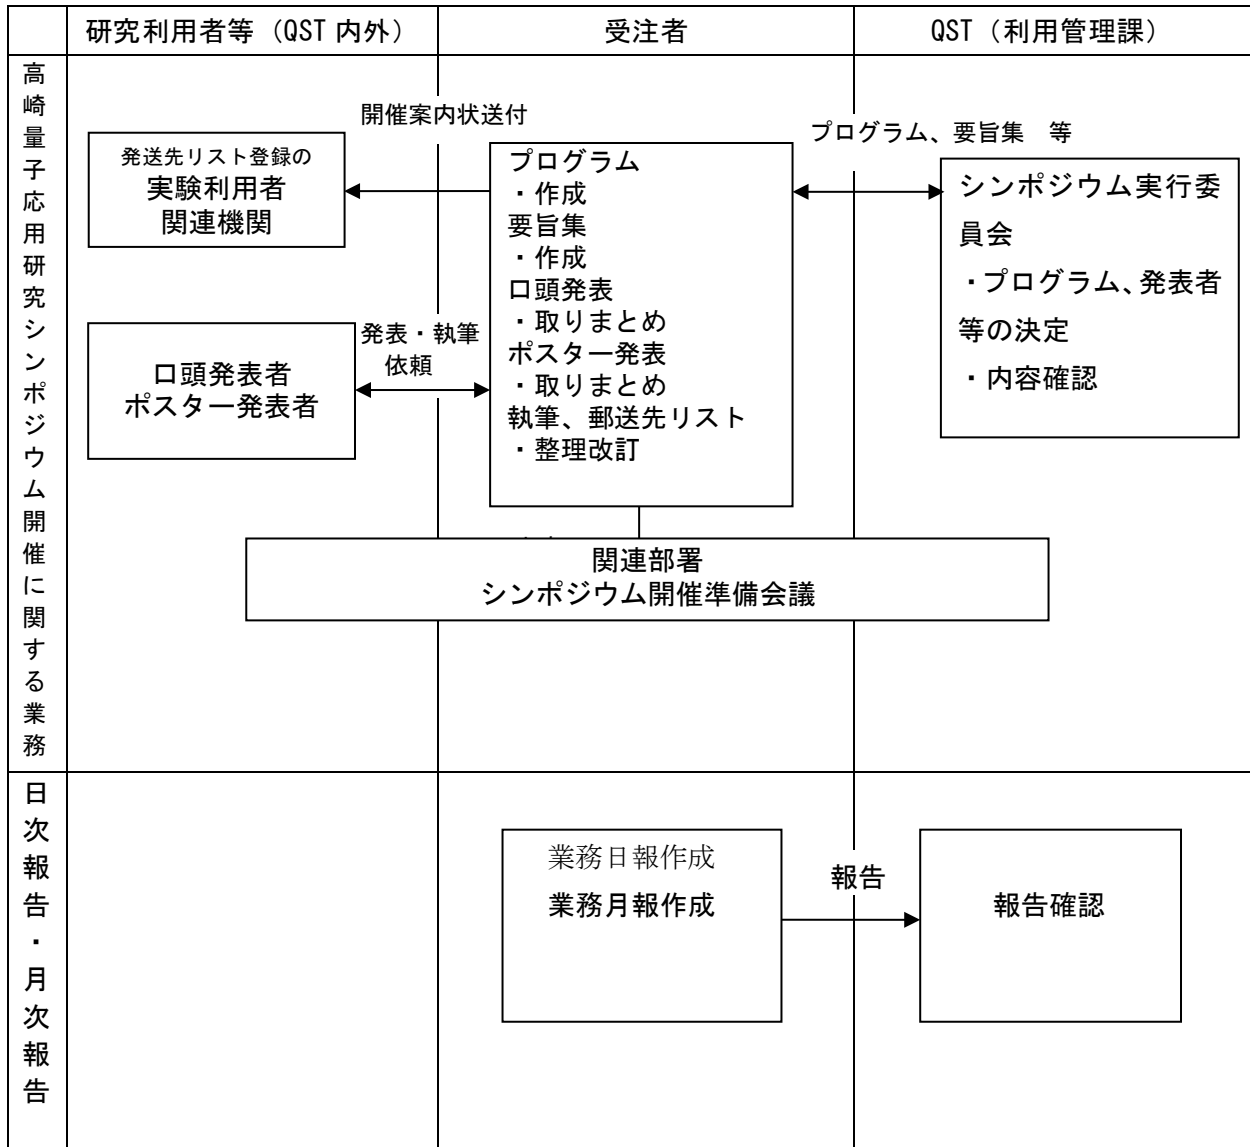 研究利用者等（QST 内外）
受注者
QST（利用管理課）
高崎量子応用研究シンポジウム開催に関する業務
開催案内状送付
発送先リスト登録の
実験利用者
関連機関
発表・執筆
依頼
口頭発表者
ポスター発表者
プログラム
・作成
要旨集
・作成
口頭発表
・取りまとめ
ポスター発表
・取りまとめ
執筆、郵送先リスト
・整理改訂
プログラム、要旨集　等
シンポジウム実行委
員会
・プログラム、発表者
等の決定
・内容確認
関連部署
シンポジウム開催準備会議
日次報告・月次報告
業務日報作成
業務月報作成
報告
報告確認